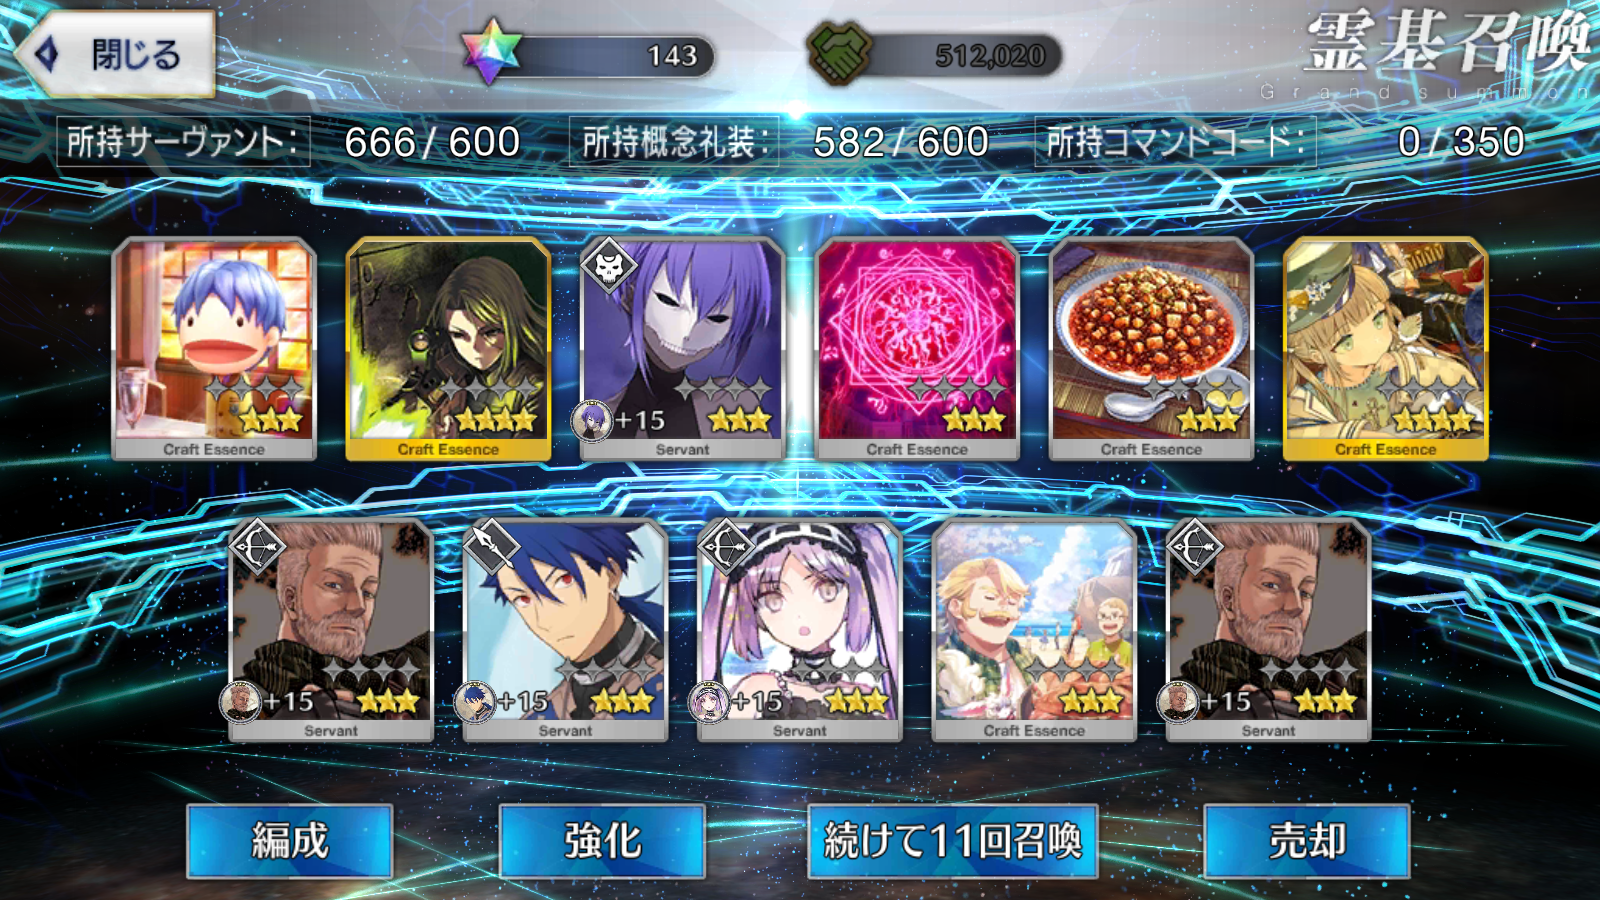 閉じる
143
512,020
霊基召喚
Grand summon
所持サーヴァント: 666/600
所持概念礼装: 582/600
所持コマンドコード: 0/350
+15
Craft Essence
Craft Essence
Servant
Craft Essence
Craft Essence
Craft Essence
+15
+15
+15
+15
Servant
Servant
Servant
Craft Essence
Servant
編成
強化
続けて11回召喚
売却